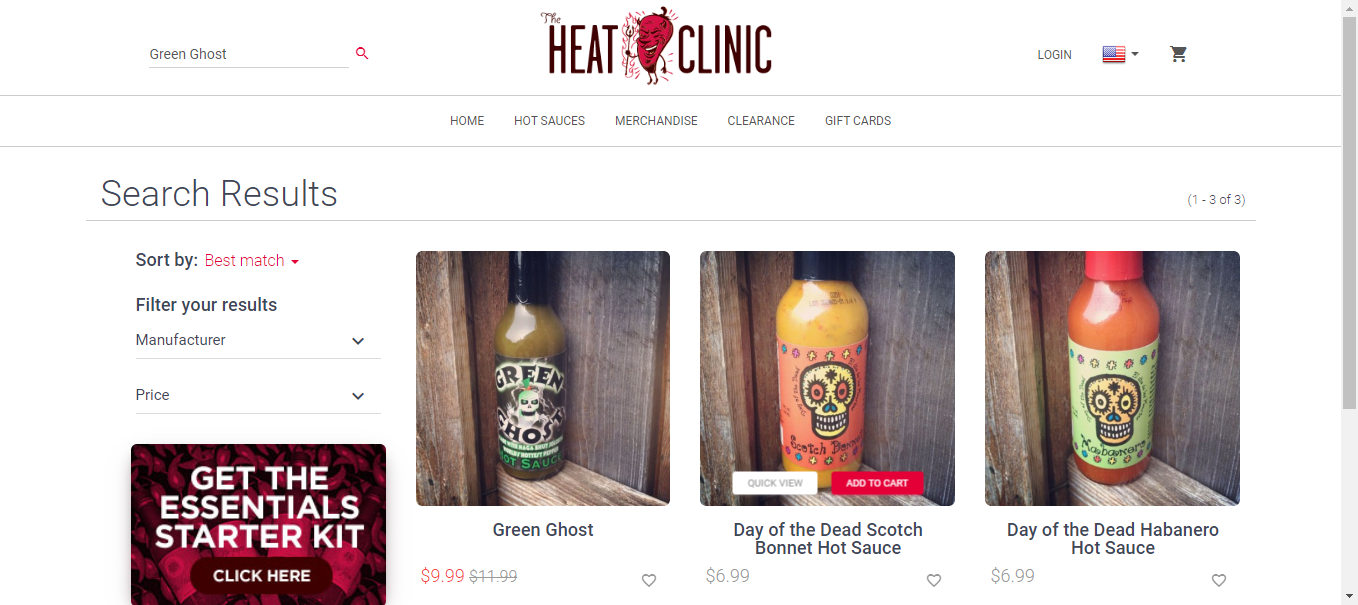 Green Ghost
The
HEAT CLINIC
LOGIN
HOME
HOT SAUCES
MERCHANDISE
CLEARANCE
GIFT CARDS
Search Results
(1 - 3 of 3)
Sort by: Best match
Filter your results
Manufacturer
Price
GET THE
ESSENTIALS
STARTER KIT
CLICK HERE
GREEN
GHOST
HOT SAUCE
Green Ghost
$9.99 $11.99
Scotch Bonnet
QUICK VIEW
ADD TO CART
Day of the Dead Scotch
Bonnet Hot Sauce
$6.99
Habanero
Day of the Dead Habanero
Hot Sauce
$6.99